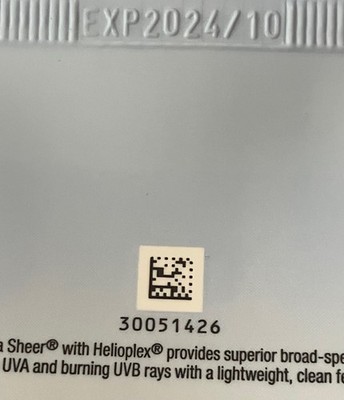 EXP2024/10
30051426
a Sheer® with Helioplex® provides superior broad-spe
UVA and burning UVB rays with a lightweight, clean fe